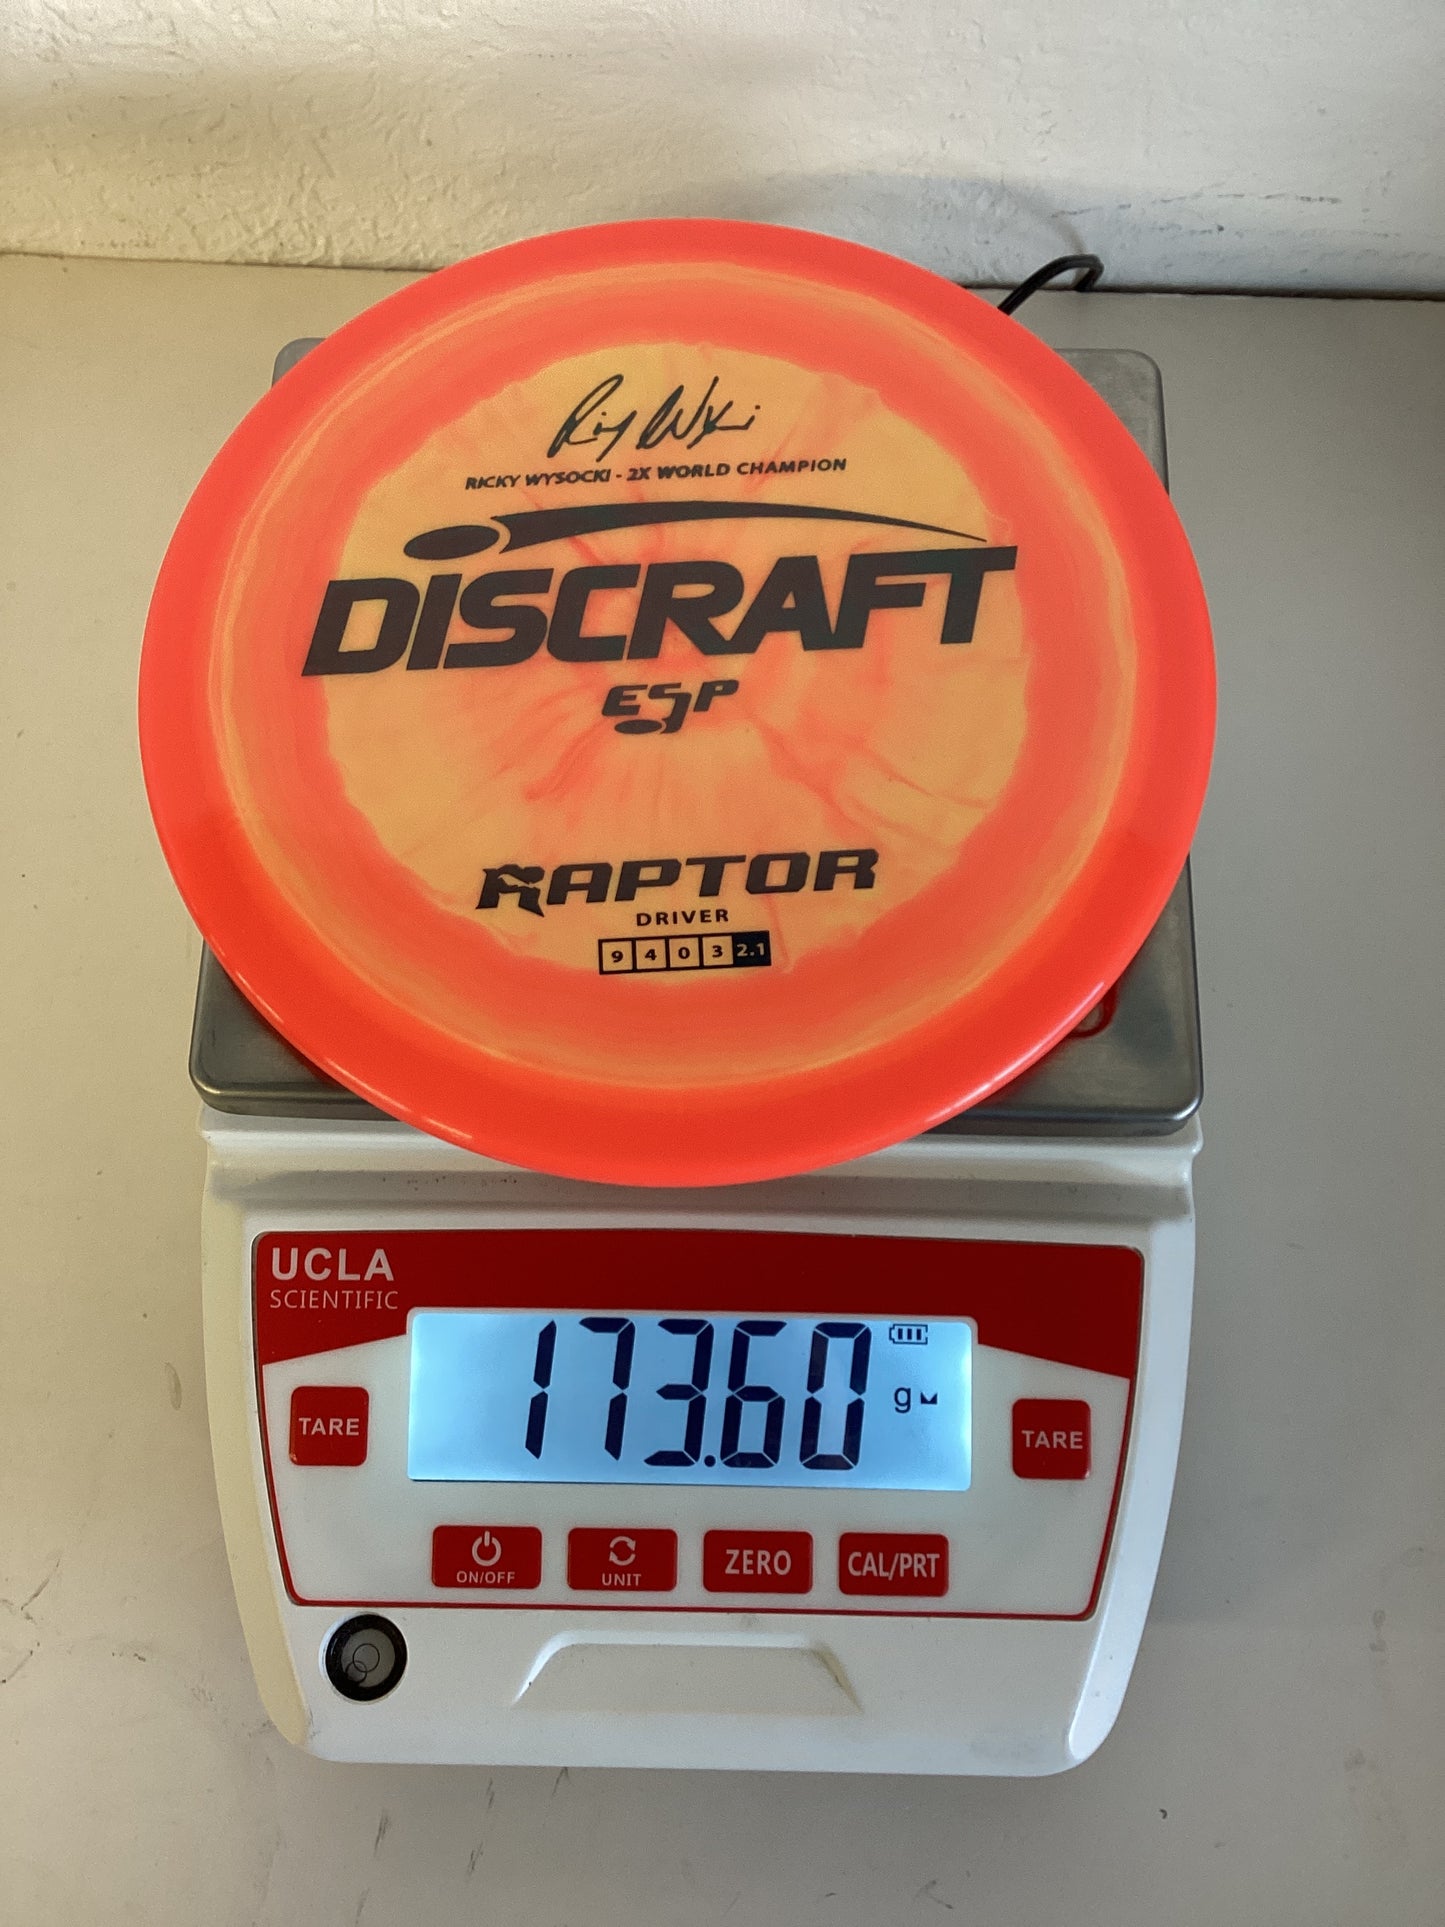 Ricky Wysocki
RICKY WYSOCKI - 2X WORLD CHAMPION
DISCRAFT
ESP
RAPTOR
DRIVER
9 4 0 3 2.1
UCLA
SCIENTIFIC
173.60 g
TARE
TARE
ON/OFF
UNIT
ZERO
CAL/PRT